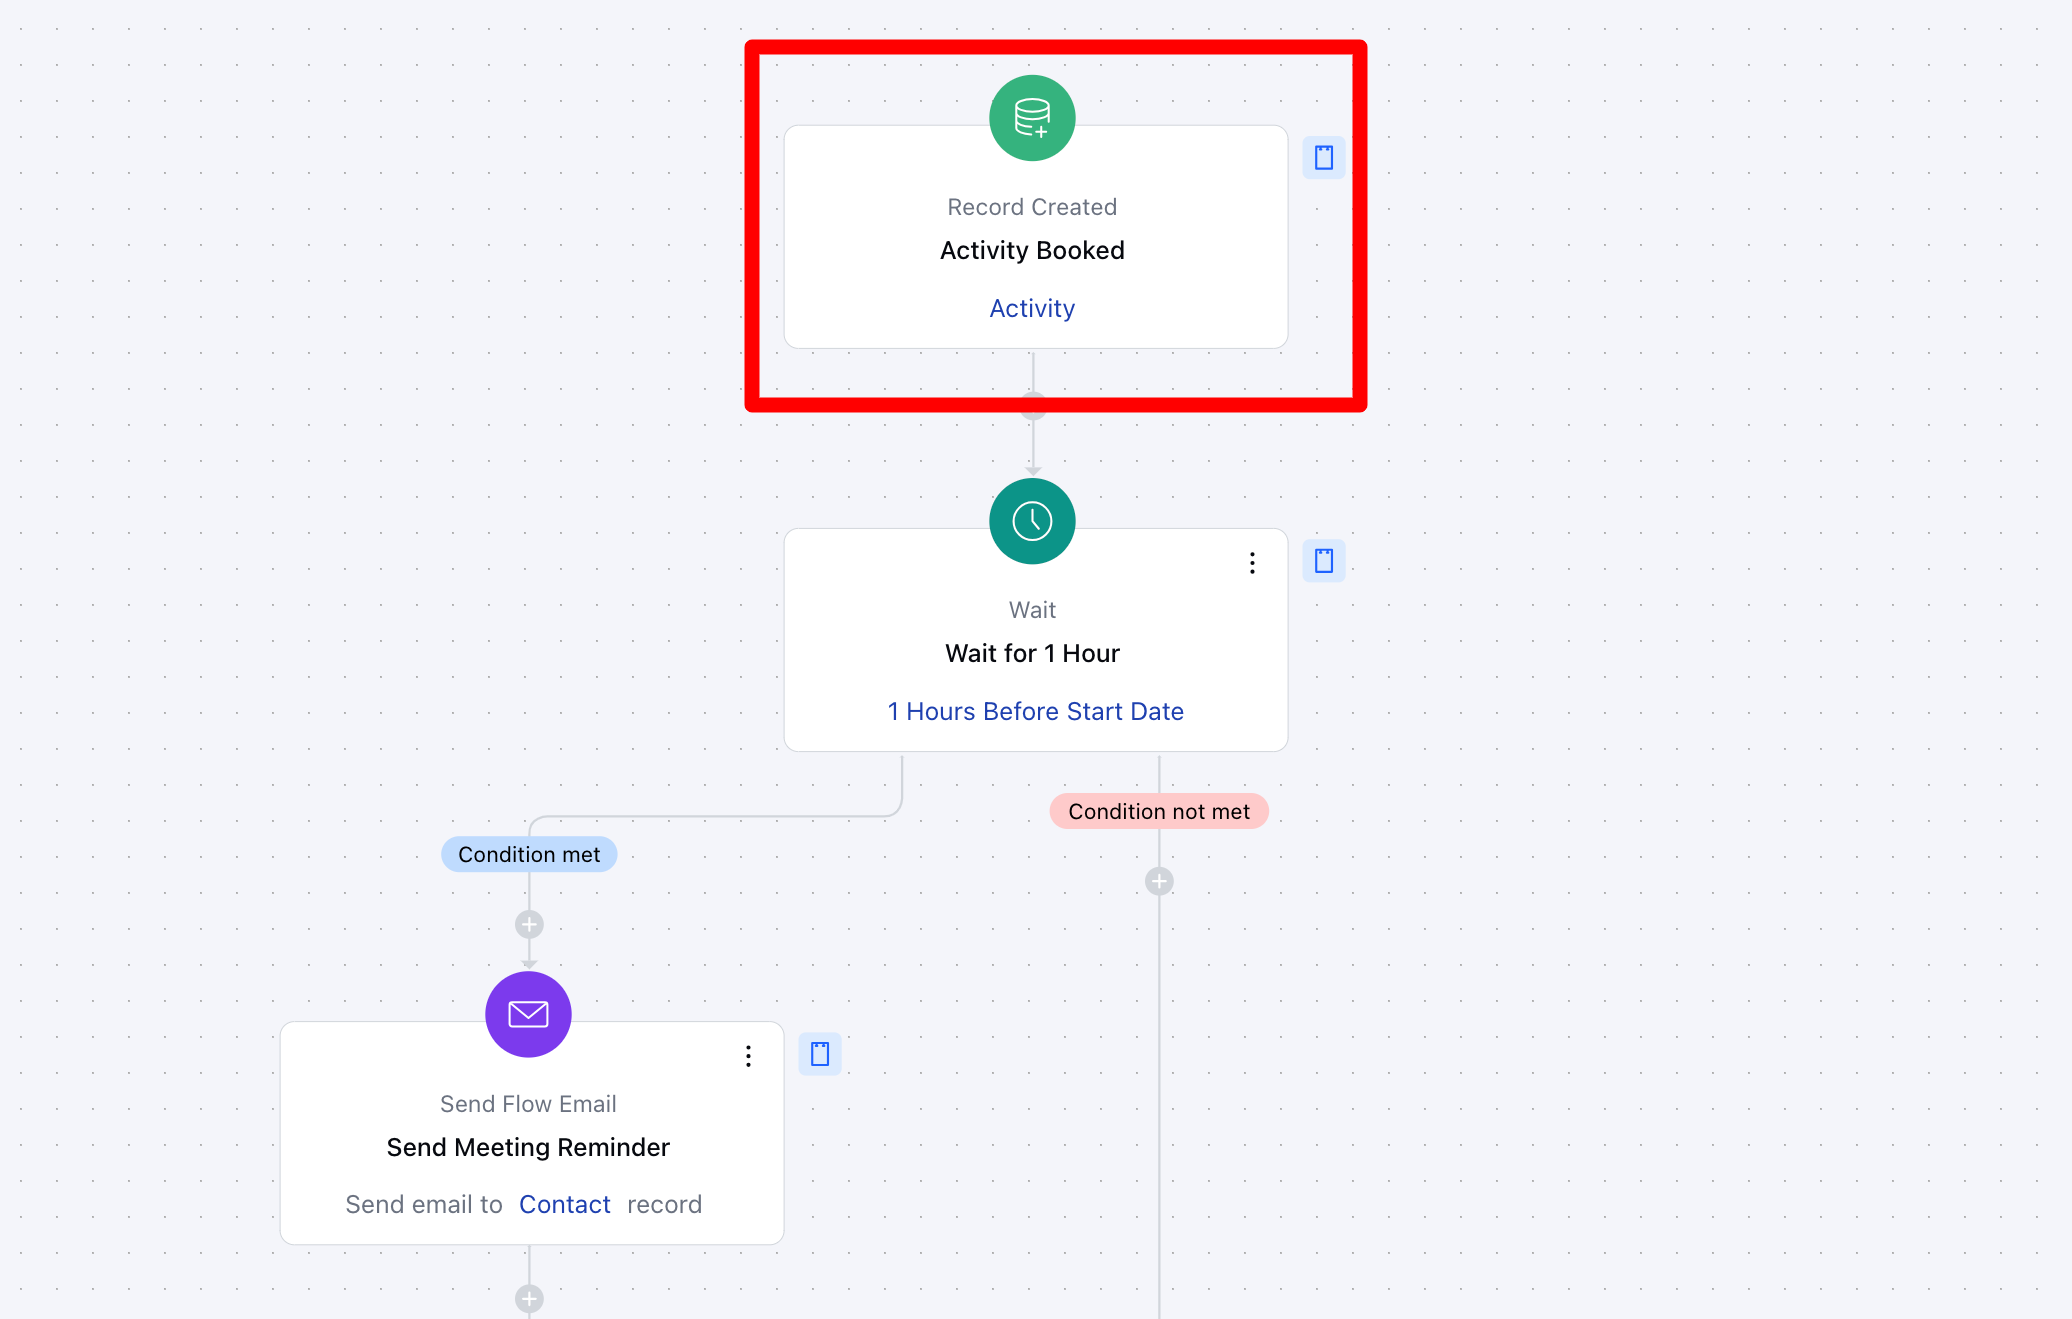 Record Created
Activity Booked
Activity
Wait
Wait for 1 Hour
1 Hours Before Start Date
Condition not met
Condition met
Send Flow Email
Send Meeting Reminder
Send email to Contact record